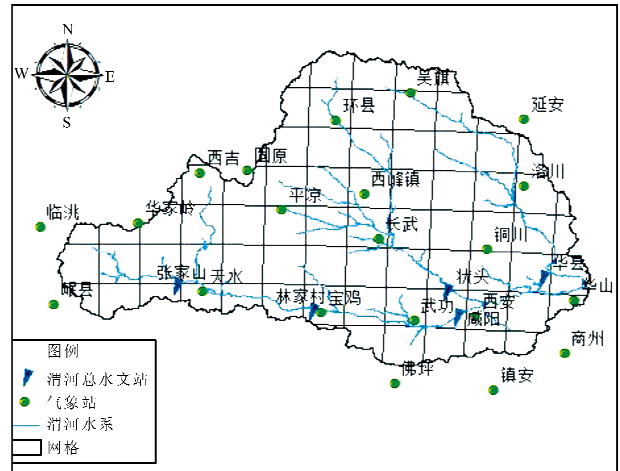 N
W E
S
吴旗
环县
延安
西吉 固原
西峰镇
洛川
平凉
临洮
华家岭
长武
铜川
华县
张家山 天水
状头
华山
岷县
林家村 宝鸡
武功
西安
咸阳
商州
佛坪
镇安
图例
渭河总水文站
气象站
渭河水系
网格